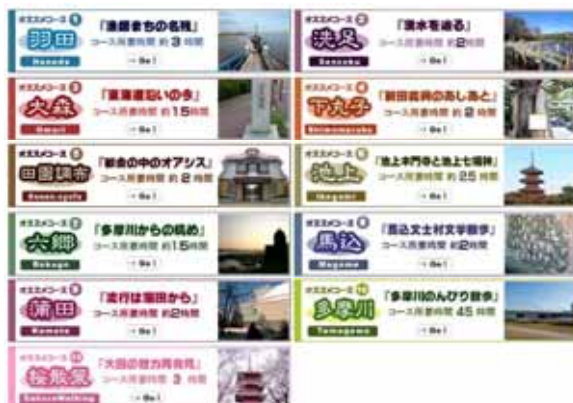 オススメコース 1
羽田
Haneda
『漁師まちの名残』
コース所要時間 約3時間
→ Go!
オススメコース 2
洗足
Senzoku
『湧水を辿る』
コース所要時間 約2時間
→ Go!
オススメコース 3
大森
Omori
『東海道沿いの今』
コース所要時間 約1.5時間
→ Go!
オススメコース 4
下丸子
Shimomaruko
『新田義興のあしあと』
コース所要時間 約2時間
→ Go!
オススメコース 5
田園調布
Denen-cyofu
『都会の中のオアシス』
コース所要時間 約2時間
→ Go!
オススメコース 6
池上
Ikegami
『池上本門寺と池上七福神』
コース所要時間 約2.5時間
→ Go!
オススメコース 7
六郷
Rokugo
『多摩川からの眺め』
コース所要時間 約1.5時間
→ Go!
オススメコース 8
馬込
Magome
『馬込文士村文学散歩』
コース所要時間 約2時間
→ Go!
オススメコース 9
蒲田
Kamata
『流行は蒲田から』
コース所要時間 約2時間
→ Go!
オススメコース 10
多摩川
Tamagawa
『多摩川のんびり散歩』
コース所要時間 4.5時間
→ Go!
オススメコース 11
桜散策
SakuraWalking
『大田の魅力再発見』
コース所要時間 3時間
→ Go!